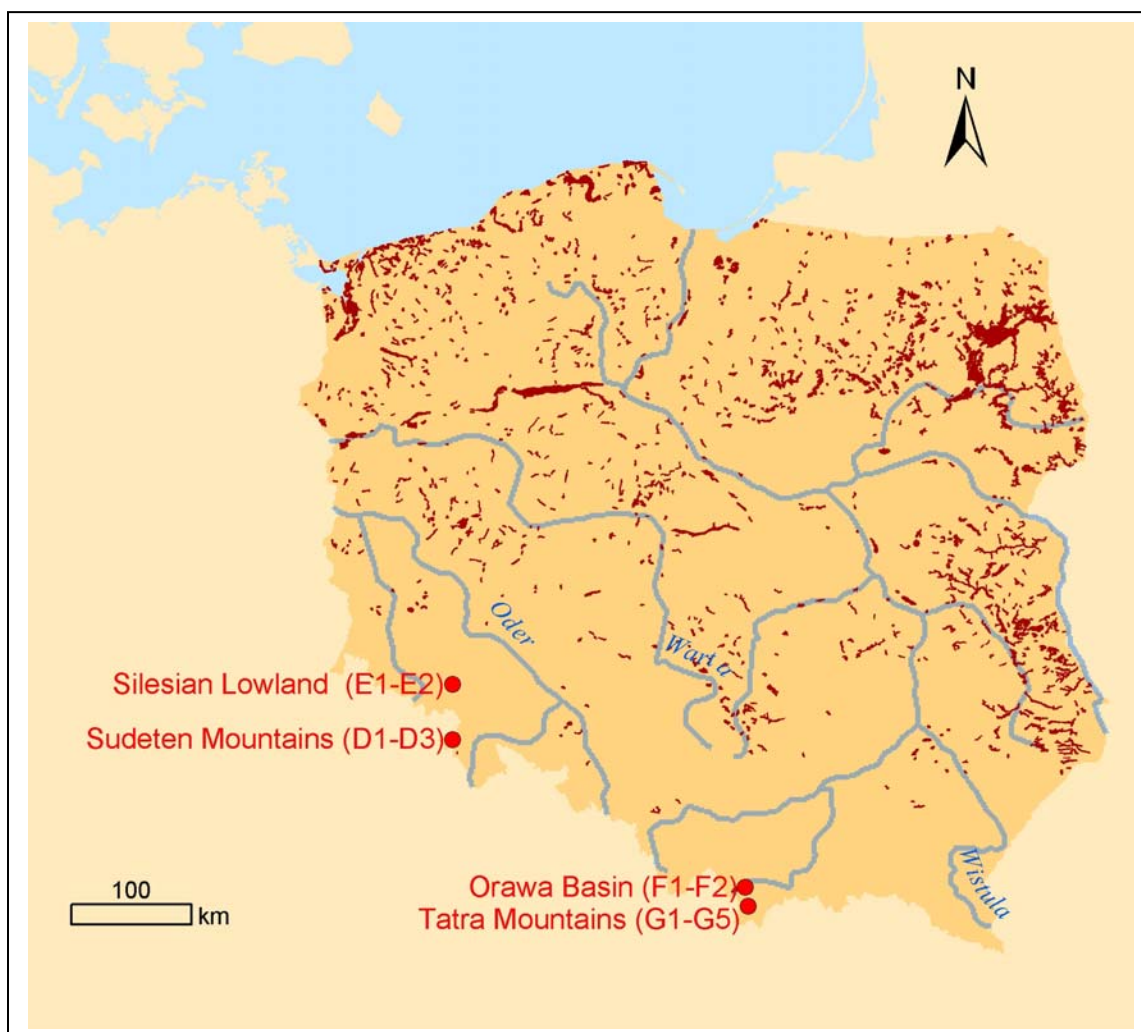 N
Oder
Warta
Silesian Lowland (E1-E2)
Sudeten Mountains (D1-D3)
Orawa Basin (F1-F2)
Tatra Mountains (G1-G5)
Wistula
100
km